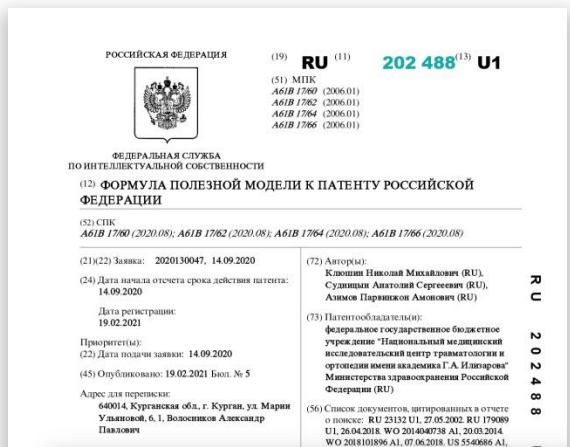 РОССИЙСКАЯ ФЕДЕРАЦИЯ
(19) RU (11) 202 488 (13) U1
(51) МПК
A61B 17/60 (2006.01)
A61B 17/62 (2006.01)
A61B 17/64 (2006.01)
A61B 17/66 (2006.01)
ФЕДЕРАЛЬНАЯ СЛУЖБА
ПО ИНТЕЛЛЕКТУАЛЬНОЙ СОБСТВЕННОСТИ
(12) ФОРМУЛА ПОЛЕЗНОЙ МОДЕЛИ К ПАТЕНТУ РОССИЙСКОЙ
ФЕДЕРАЦИИ
(52) СПК
A61B 17/60 (2020.08); A61B 17/62 (2020.08); A61B 17/64 (2020.08); A61B 17/66 (2020.08)
(21)(22) Заявка: 2020130047, 14.09.2020
(24) Дата начала отсчета срока действия патента:
14.09.2020
Дата регистрации:
19.02.2021
Приоритет(ы):
(22) Дата подачи заявки: 14.09.2020
(45) Опубликовано: 19.02.2021 Бюл. № 5
Адрес для переписки:
640014, Курганская обл., г. Курган, ул. Марии
Ульяновой, 6, 1, Волосников Александр
Павлович
(72) Автор(ы):
Клюшин Николай Михайлович (RU),
Судницын Анатолий Сергеевич (RU),
Азимов Парвинжон Амонович (RU)
(73) Патентообладатель(и):
федеральное государственное бюджетное
учреждение "Национальный медицинский
исследовательский центр травматологии и
ортопедии имени академика Г.А. Илизарова"
Министерства здравоохранения Российской
Федерации (RU)
(56) Список документов, цитированных в отчете
о поиске: RU 23132 U1, 27.05.2002. RU 179089
U1, 26.04.2018. WO 2014040738 A1, 20.03.2014.
WO 2018101896 A1, 07.06.2018. US 5540686 A1,
RU 202488